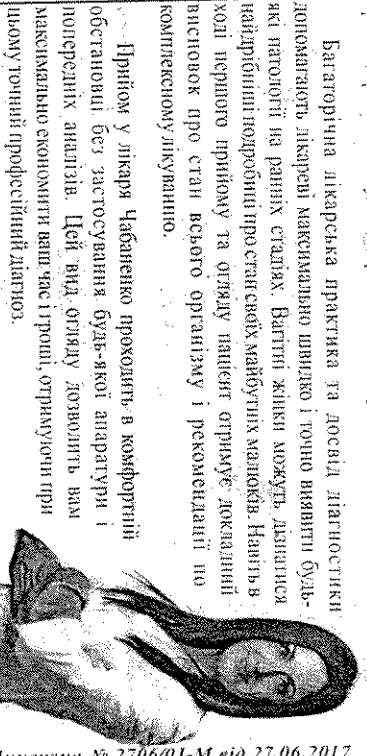 Багаторічна лікарська практика та досвід діагностики
допомагають лікареві максимально швидко і точно виявити будь-
які патології на ранніх стадіях. Вагітні жінки можуть дізнатися
найдрібніші подробиці про стан своїх майбутніх малюків. Навіть в
ході першого прийому та огляду пацієнт отримує докладний
висновок про стан всього організму і рекомендації по
комплексному лікуванню.
Прийом у лікаря Чабаненко проходить в комфортній
обстановці без застосування будь-якої апаратури і
попередніх аналізів. Цей вид огляду дозволить вам
максимально економити ваш час і гроші, отримуючи при
цьому точний професійний діагноз.
№ 2706/01-М від 27.06.2017